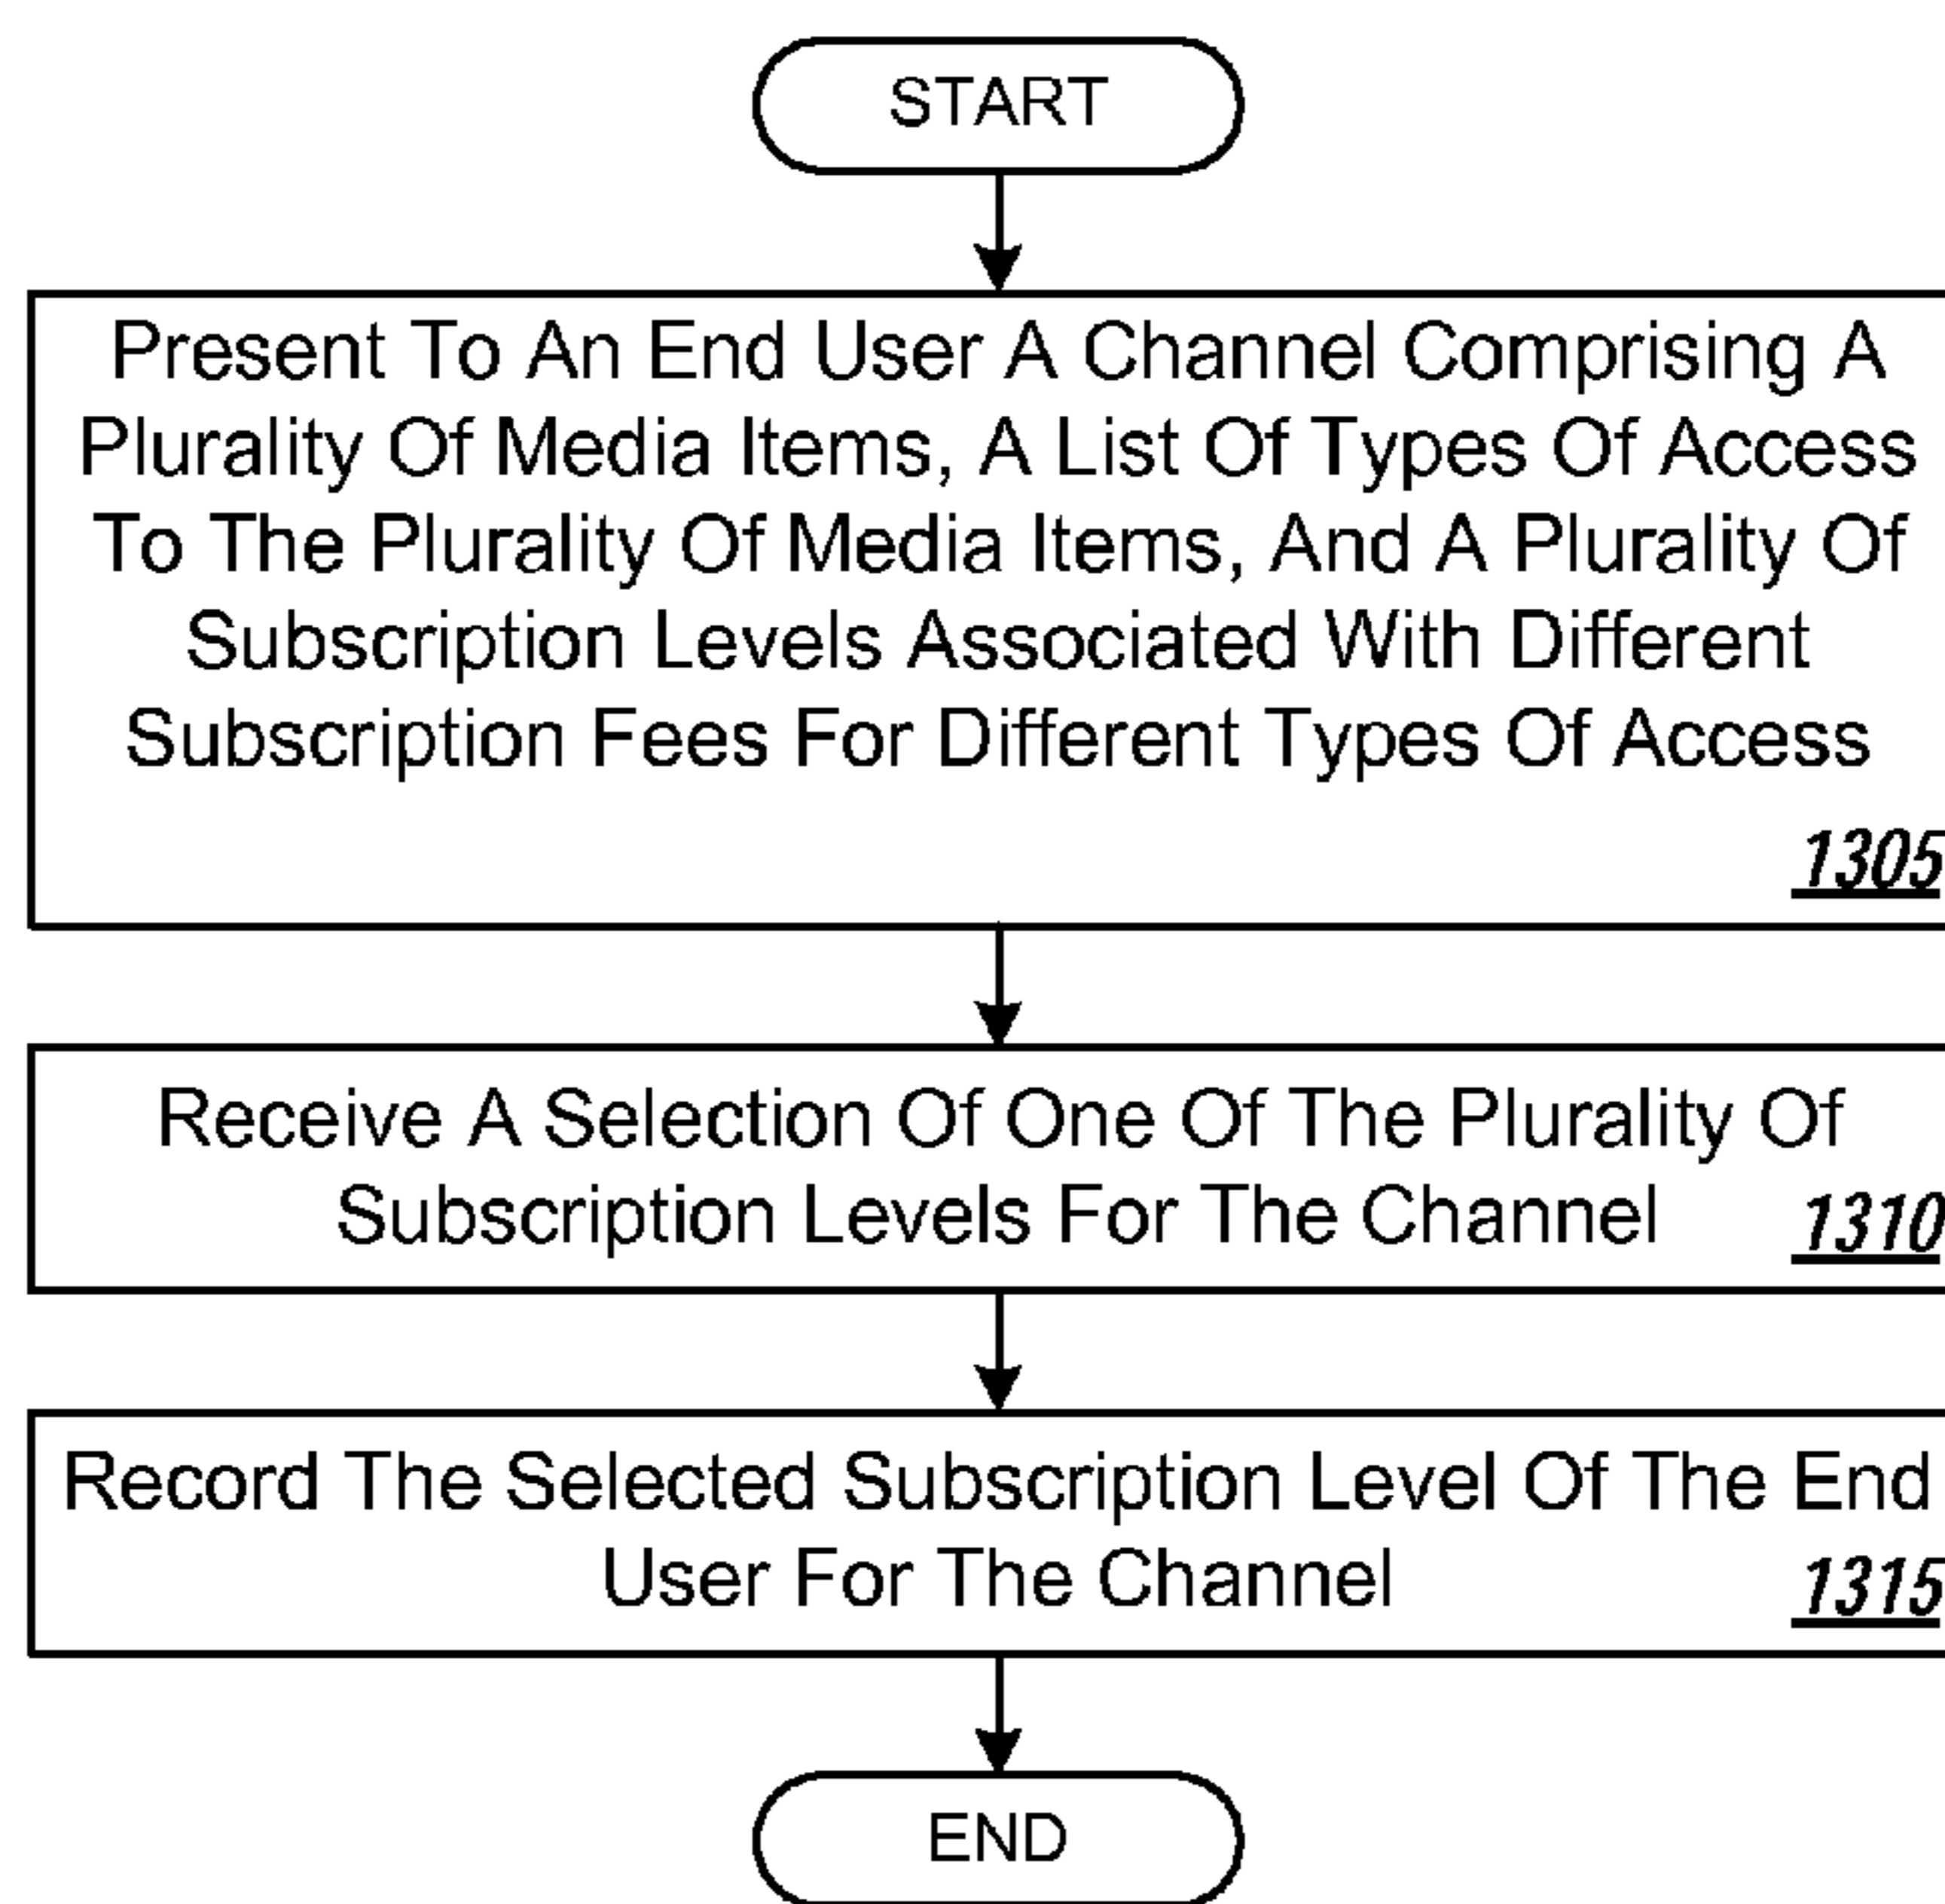 START
Present To An End User A Channel Comprising A
Plurality Of Media Items, A List Of Types Of Access
To The Plurality Of Media Items, And A Plurality Of
Subscription Levels Associated With Different
Subscription Fees For Different Types Of Access
1305
Receive A Selection Of One Of The Plurality Of
Subscription Levels For The Channel 1310
Record The Selected Subscription Level Of The End
User For The Channel 1315
END